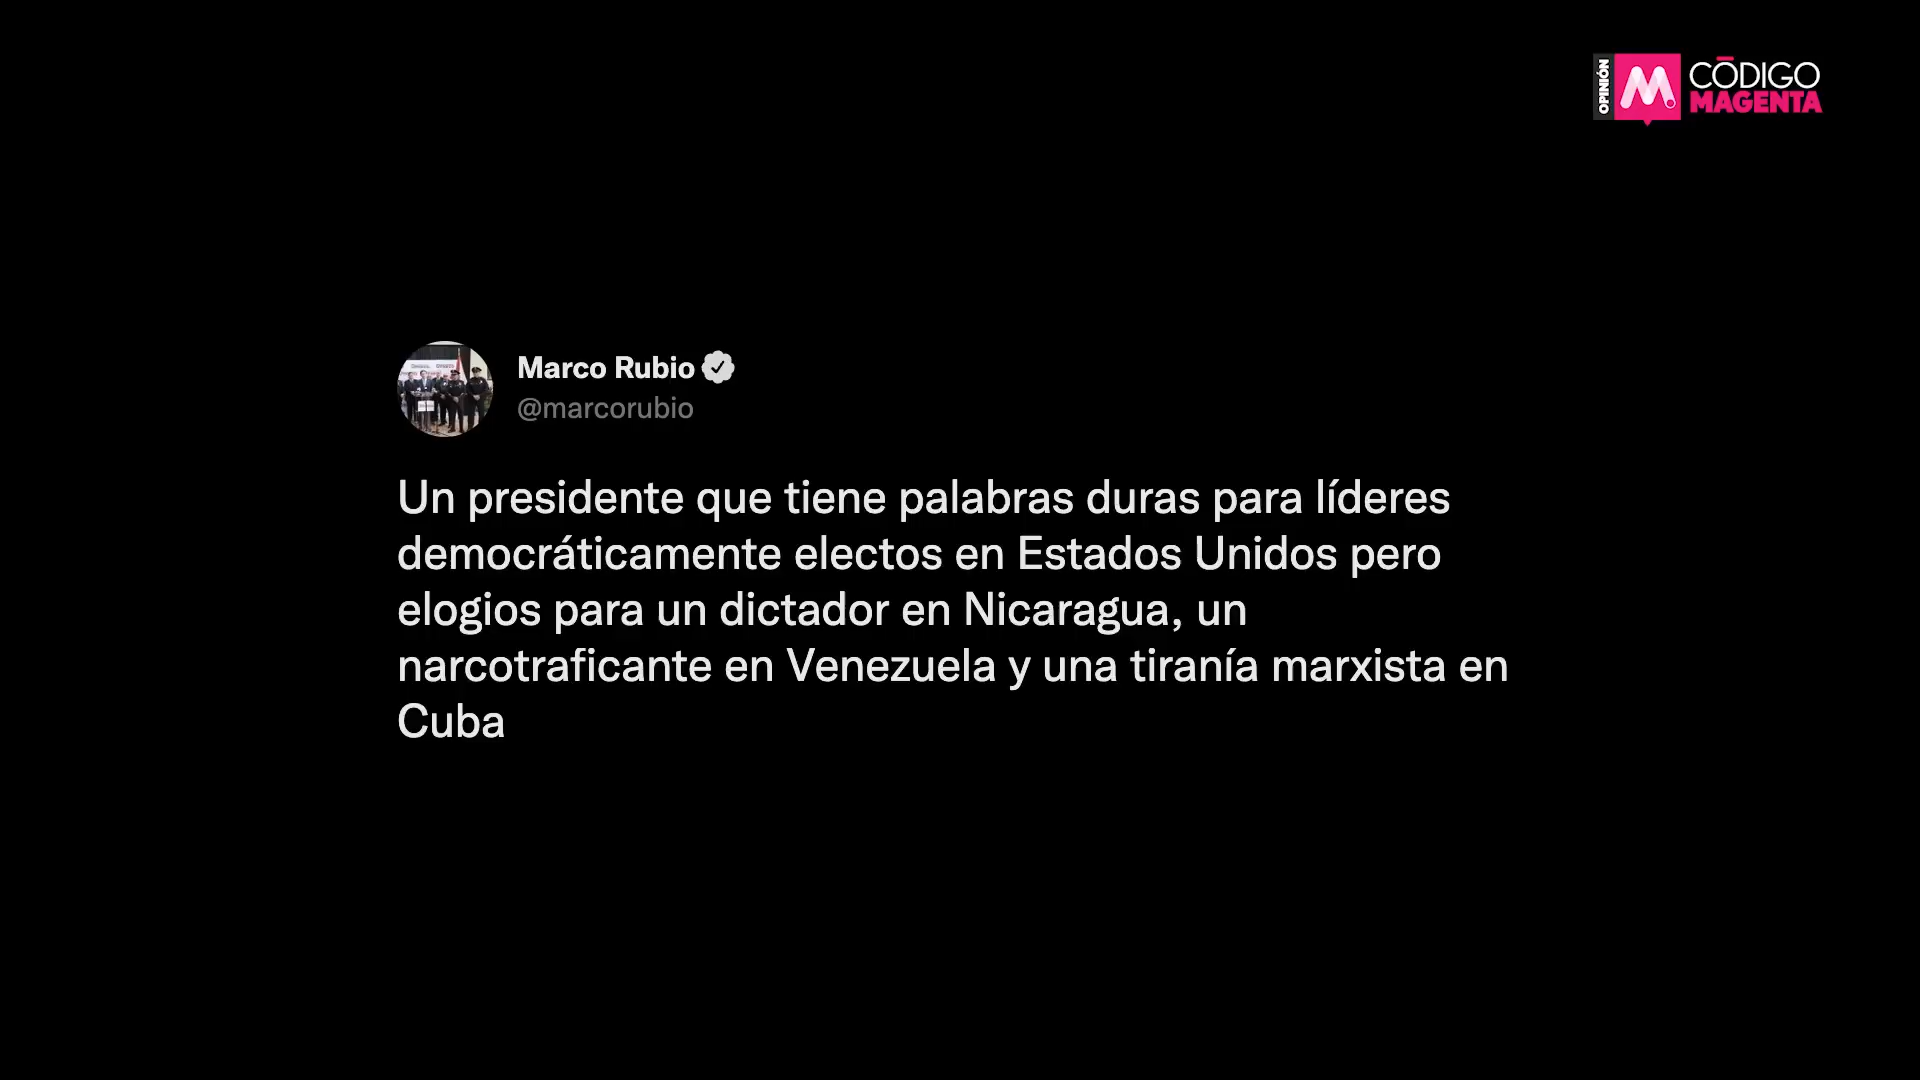 OPINIÓN
CÓDIGO
MAGENTA
Marco Rubio
@marcorubio
Un presidente que tiene palabras duras para líderes
democráticamente electos en Estados Unidos pero
elogios para un dictador en Nicaragua, un
narcotraficante en Venezuela y una tiranía marxista en
Cuba